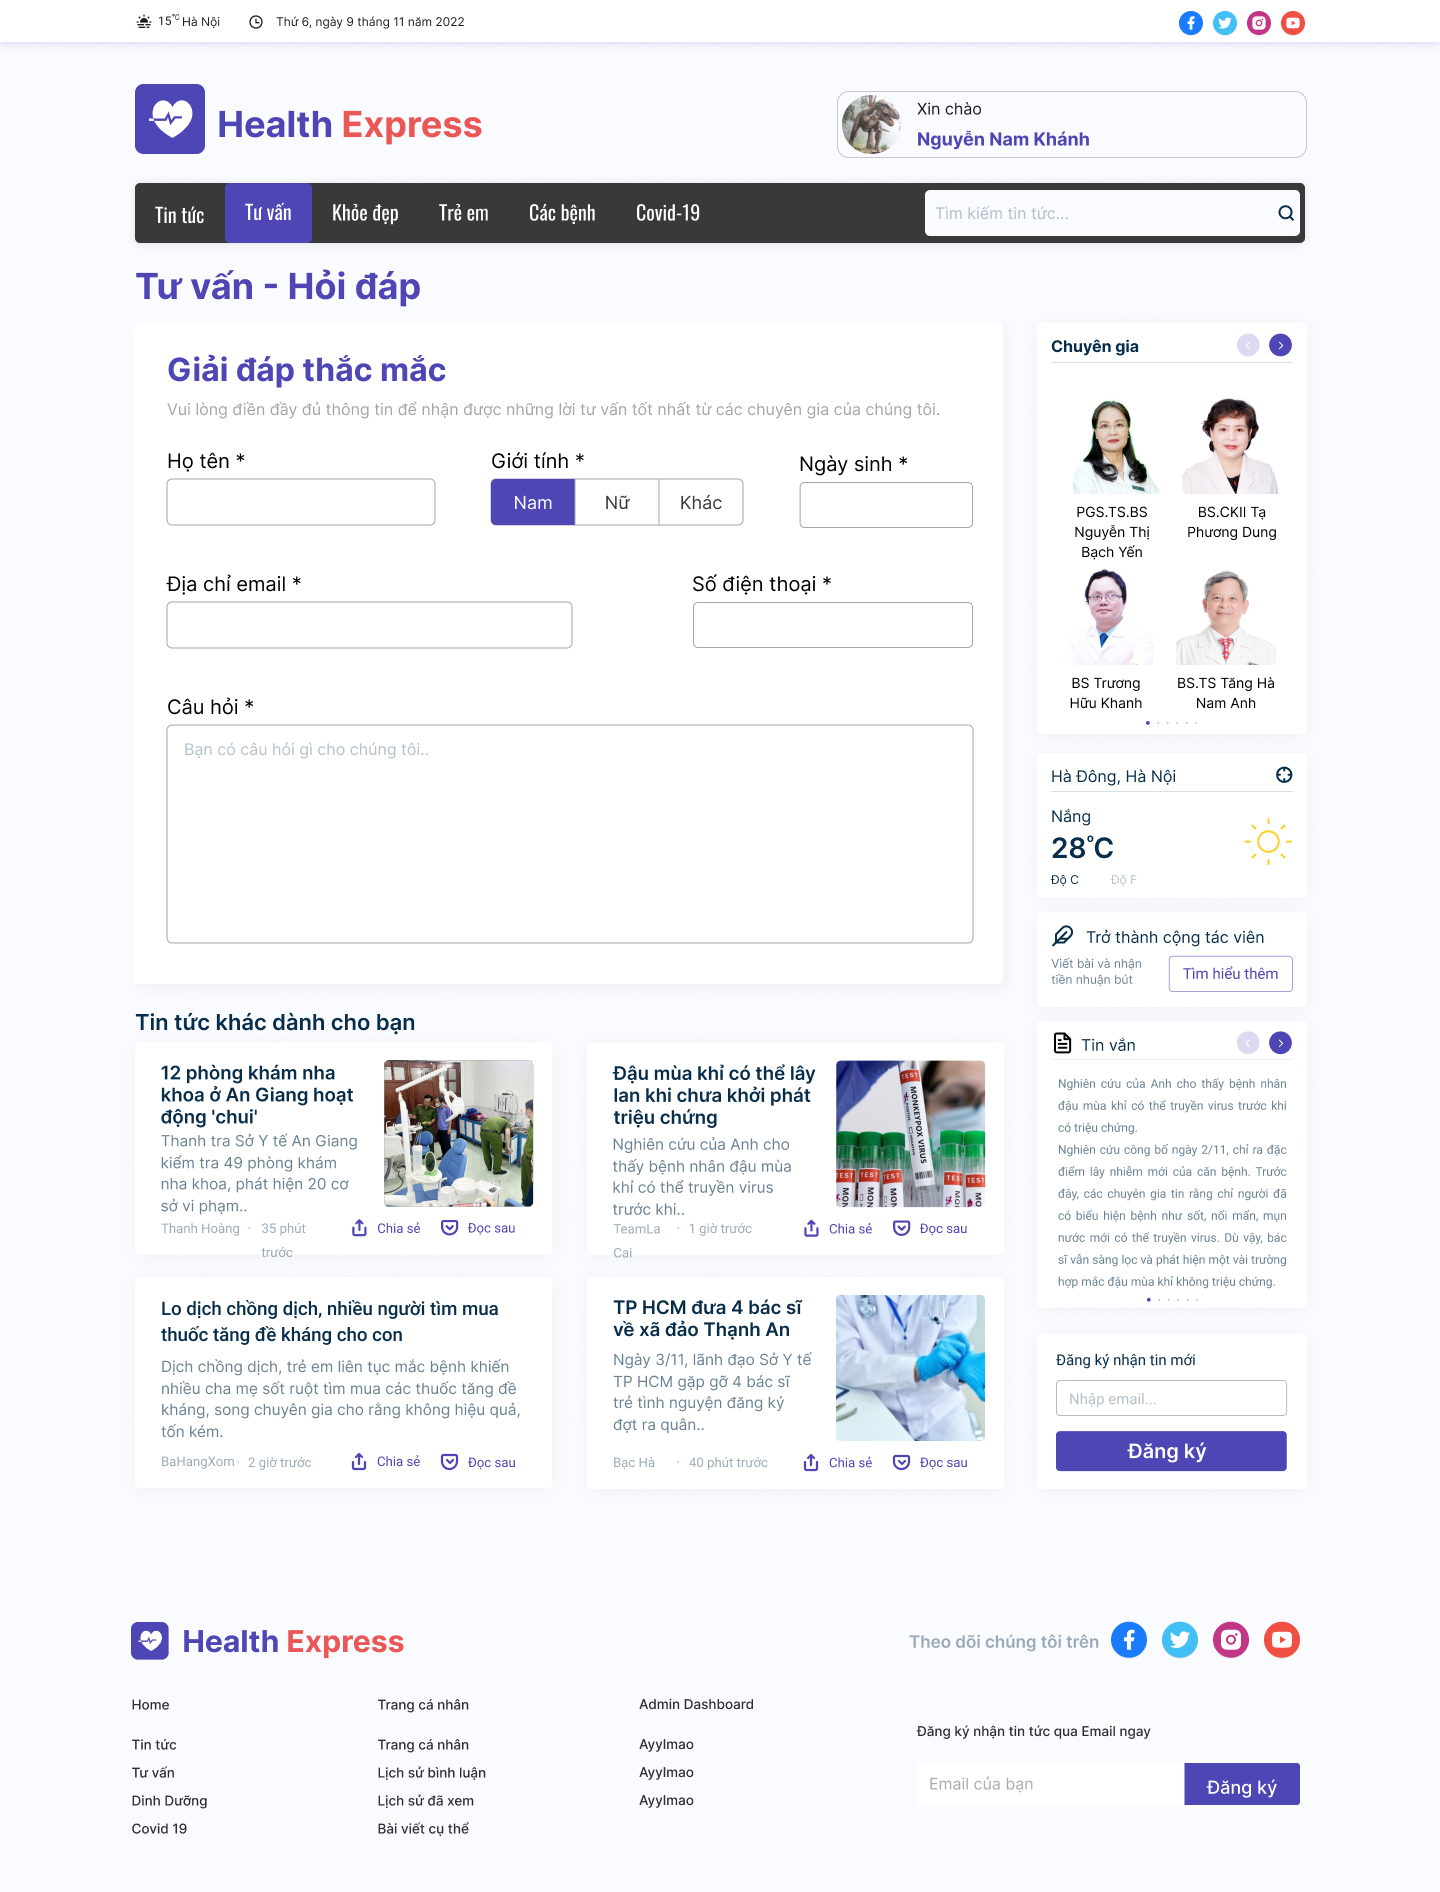 15°C Hà Nội
Thứ 6, ngày 9 tháng 11 năm 2022
Health Express
Xin chào
Nguyễn Nam Khánh
Tin tức
Tư vấn
Khỏe đẹp
Trẻ em
Các bệnh
Covid-19
Tìm kiếm tin tức...
Tư vấn - Hỏi đáp
Giải đáp thắc mắc
Vui lòng điền đầy đủ thông tin để nhận được những lời tư vấn tốt nhất từ các chuyên gia của chúng tôi.
Họ tên *
Giới tính *
Nam
Nữ
Khác
Ngày sinh *
Địa chỉ email *
Số điện thoại *
Câu hỏi *
Bạn có câu hỏi gì cho chúng tôi..
Chuyên gia
PGS.TS.BS
Nguyễn Thị
Bạch Yến
BS.CKII Tạ
Phương Dung
BS Trương
Hữu Khanh
BS.TS Tăng Hà
Nam Anh
Hà Đông, Hà Nội
Nắng
28°C
Độ C
Độ F
Trở thành cộng tác viên
Viết bài và nhận
tiền nhuận bút
Tìm hiểu thêm
Tin vắn
Nghiên cứu của Anh cho thấy bệnh nhân
đậu mùa khỉ có thể truyền virus trước khi
có triệu chứng.
Nghiên cứu công bố ngày 2/11, chỉ ra đặc
điểm lây nhiễm mới của căn bệnh. Trước
đây, các chuyên gia tin rằng chỉ người đã
có biểu hiện bệnh như sốt, nổi mẩn, mụn
nước mới có thể truyền virus. Dù vậy, bác
sĩ vẫn sàng lọc và phát hiện một vài trường
hợp mắc đậu mùa khỉ không triệu chứng.
Đăng ký nhận tin mới
Nhập email...
Đăng ký
Tin tức khác dành cho bạn
12 phòng khám nha
khoa ở An Giang hoạt
động 'chui'
Thanh tra Sở Y tế An Giang
kiểm tra 49 phòng khám
nha khoa, phát hiện 20 cơ
sở vi phạm..
Thanh Hoàng · 35 phút
trước
Chia sẻ
Đọc sau
Đậu mùa khỉ có thể lây
lan khi chưa khởi phát
triệu chứng
Nghiên cứu của Anh cho
thấy bệnh nhân đậu mùa
khỉ có thể truyền virus
trước khi..
TeamLa · 1 giờ trước
Cai
Chia sẻ
Đọc sau
TEST
MONKEYPOX VIRUS
TEST
TEST
TEST
TEST
TEST
Lo dịch chồng dịch, nhiều người tìm mua
thuốc tăng đề kháng cho con
Dịch chồng dịch, trẻ em liên tục mắc bệnh khiến
nhiều cha mẹ sốt ruột tìm mua các thuốc tăng đề
kháng, song chuyên gia cho rằng không hiệu quả,
tốn kém.
BaHangXom · 2 giờ trước
Chia sẻ
Đọc sau
TP HCM đưa 4 bác sĩ
về xã đảo Thạnh An
Ngày 3/11, lãnh đạo Sở Y tế
TP HCM gặp gỡ 4 bác sĩ
trẻ tình nguyện đăng ký
đợt ra quân..
Bạc Hà · 40 phút trước
Chia sẻ
Đọc sau
Health Express
Theo dõi chúng tôi trên
Home
Tin tức
Tư vấn
Dinh Dưỡng
Covid 19
Trang cá nhân
Trang cá nhân
Lịch sử bình luận
Lịch sử đã xem
Bài viết cụ thể
Admin Dashboard
Ayylmao
Ayylmao
Ayylmao
Đăng ký nhận tin tức qua Email ngay
Email của bạn
Đăng ký